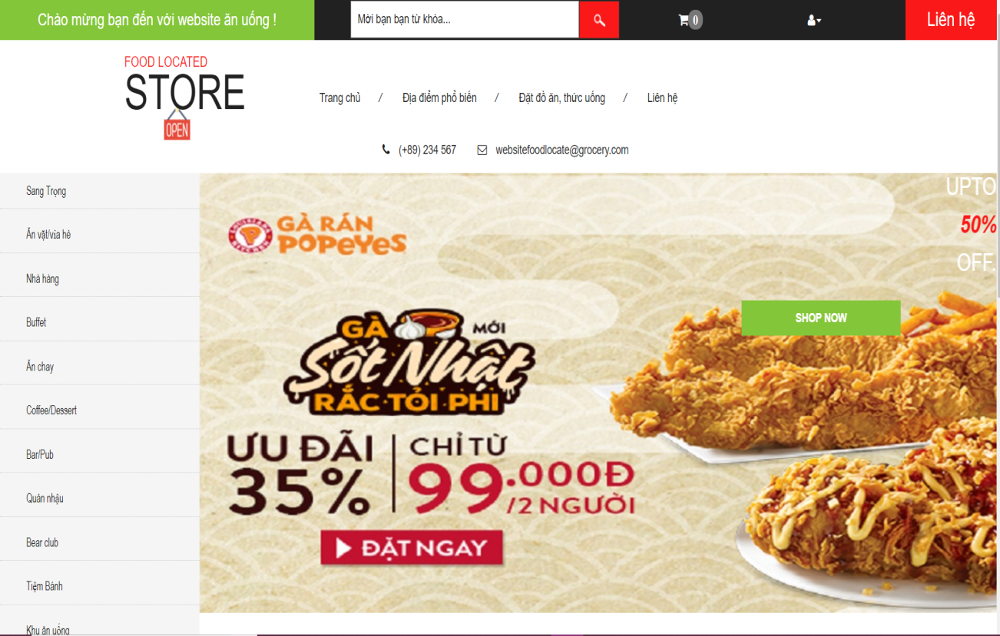 Chào mừng bạn đến với website ăn uống !
Mời bạn bạn từ khóa...
0
Liên hệ
FOOD LOCATED
STORE
OPEN
Trang chủ / Địa điểm phổ biến / Đặt đồ ăn, thức uống / Liên hệ
(+89) 234 567 websitefoodlocate@grocery.com
Sang Trọng
Ăn vặt/vỉa hè
Nhà hàng
Buffet
Ăn chay
Coffee/Dessert
Bar/Pub
Quán nhậu
Bear club
Tiệm Bánh
Khu ăn uống
UPTO
50%
OFF.
SHOP NOW
LOUISIANA
KITCHEN
GÀ RÁN
POPEYES
GÀ MỚI
Sốt Nhật
RẮC TỎI PHI
ƯU ĐÃI
35%
CHỈ TỪ
99.000Đ
/2 NGƯỜI
ĐẶT NGAY